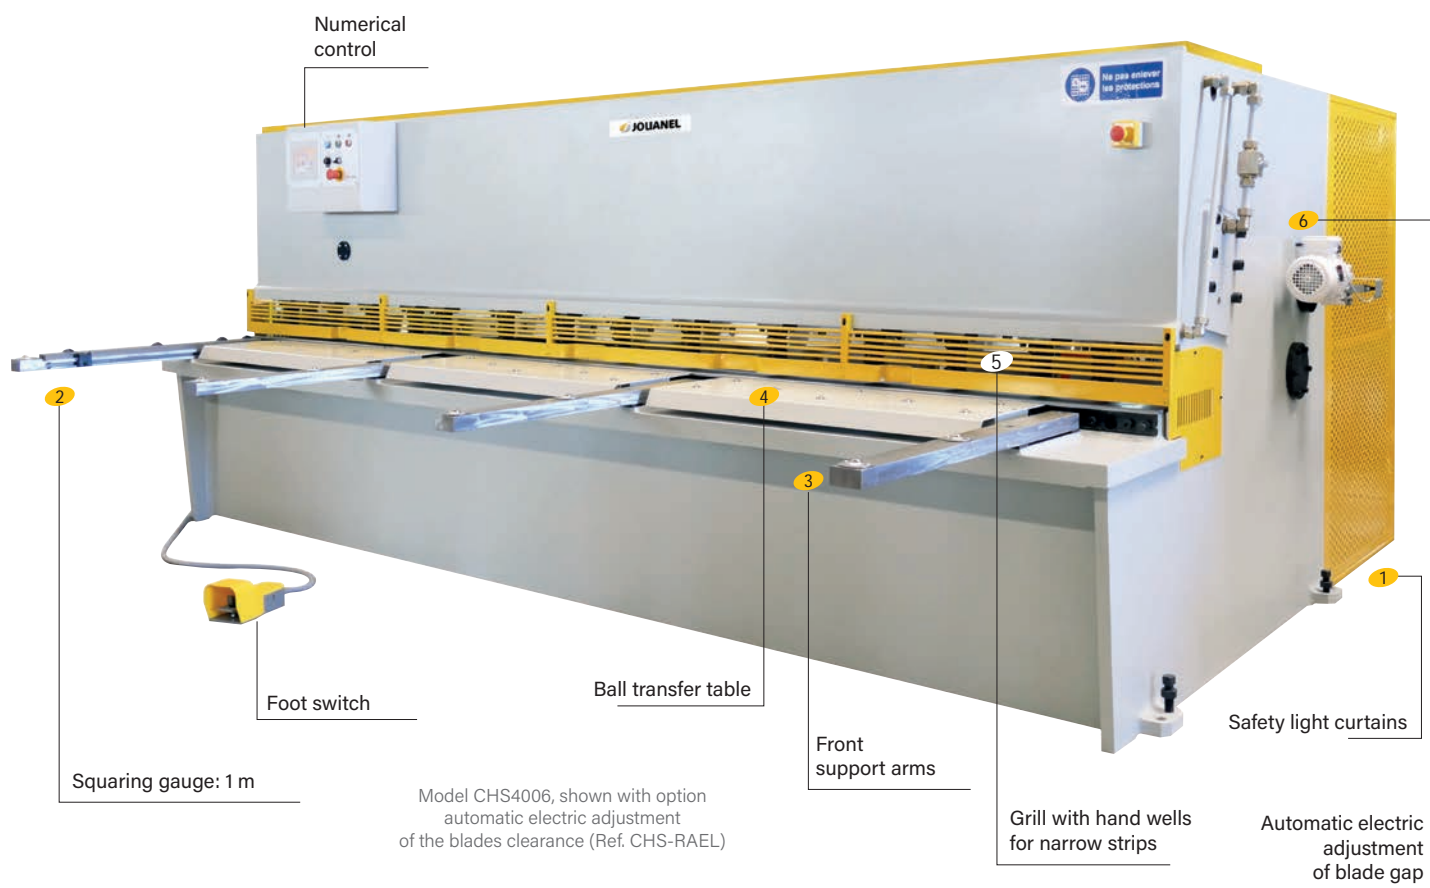 Numerical
control
JOUANEL
Ne pas enlever
les protections
6
5
2
4
3
1
Foot switch
Ball transfer table
Safety light curtains
Front
support arms
Squaring gauge: 1 m
Model CHS4006, shown with option
automatic electric adjustment
of the blades clearance (Ref. CHS-RAEL)
Grill with hand wells
for narrow strips
Automatic electric
adjustment
of blade gap